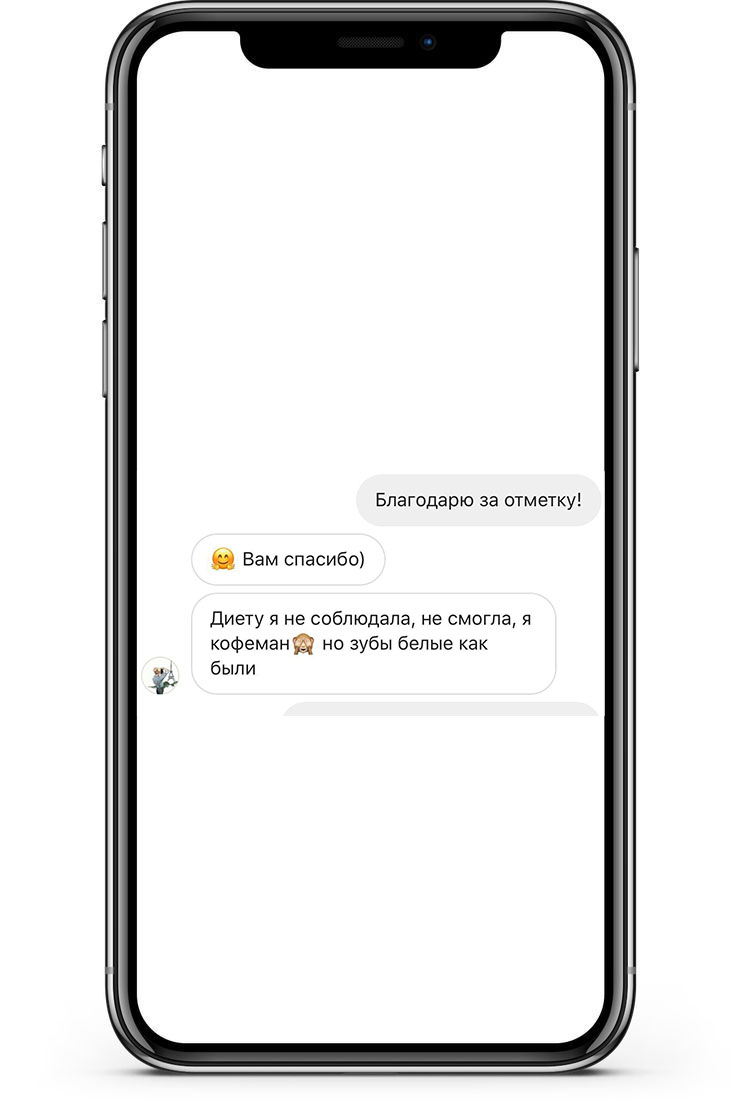 Благодарю за отметку!
🤗 Вам спасибо)
Диету я не соблюдала, не смогла, я
кофеман🙈 но зубы белые как
были